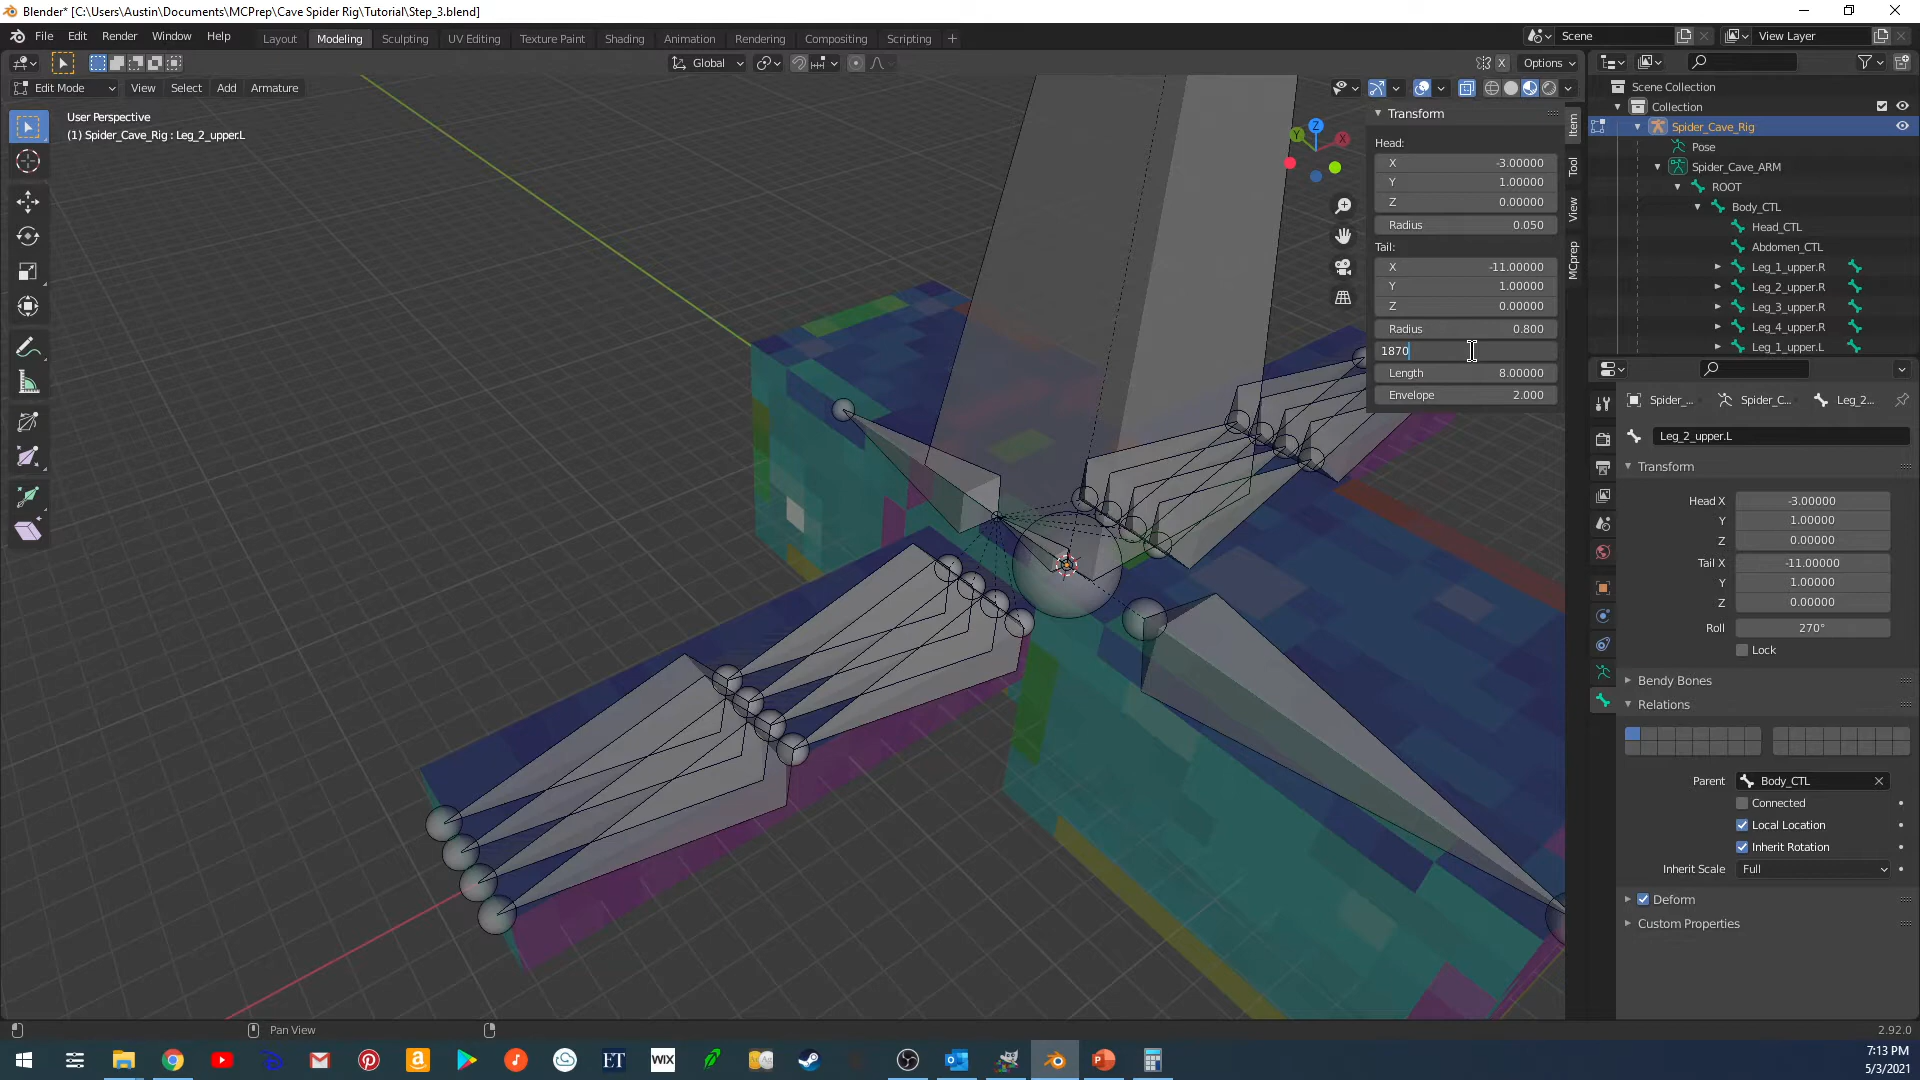 Blender* [C:\Users\Austin\Documents\MCPrep\Cave Spider Rig\Tutorial\Step_3.blend]
File Edit Render Window Help Layout Modeling Sculpting UV Editing Texture Paint Shading Animation Rendering Compositing Scripting + Scene View Layer
Global Options
Edit Mode View Select Add Armature
User Perspective
(1) Spider_Cave_Rig : Leg_2_upper.L
Z
Y
X
Transform
Head:
X -3.00000
Y 1.00000
Z 0.00000
Radius 0.050
Tail:
X -11.00000
Y 1.00000
Z 0.00000
Radius 0.800
1870
Length 8.00000
Envelope 2.000
Item
Tool
View
MCprep
Scene Collection
Collection
Spider_Cave_Rig
Pose
Spider_Cave_ARM
ROOT
Body_CTL
Head_CTL
Abdomen_CTL
Leg_1_upper.R
Leg_2_upper.R
Leg_3_upper.R
Leg_4_upper.R
Leg_1_upper.L
Spider_... Spider_C... Leg_2...
Leg_2_upper.L
Transform
Head X -3.00000
Y 1.00000
Z 0.00000
Tail X -11.00000
Y 1.00000
Z 0.00000
Roll 270°
Lock
Bendy Bones
Relations
Parent Body_CTL
Connected
Local Location
Inherit Rotation
Inherit Scale Full
Deform
Custom Properties
Pan View
2.92.0
ET
WIX
7:13 PM
5/3/2021